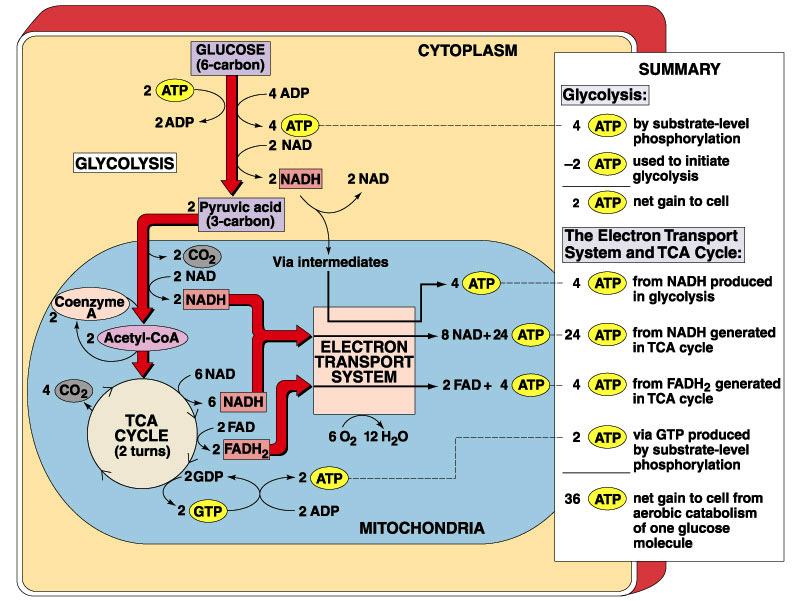 GLUCOSE
(6-carbon)
CYTOPLASM
2 ATP
4 ADP
2 ADP
4 ATP
2 NAD
GLYCOLYSIS
2 NADH
2 NAD
2 Pyruvic acid
(3-carbon)
2 CO2
Via intermediates
2 NAD
2 NADH
4 ATP
Coenzyme
A
2
2 Acetyl-CoA
ELECTRON
TRANSPORT
SYSTEM
8 NAD+24 ATP
6 NAD
4 CO2
6 NADH
2 FAD + 4 ATP
TCA
CYCLE
(2 turns)
2 FAD
2 FADH2
6 O2 12 H2O
2GDP
2 ATP
2 GTP
2 ADP
MITOCHONDRIA
SUMMARY
Glycolysis:
4 ATP by substrate-level
phosphorylation
–2 ATP used to initiate
glycolysis
2 ATP net gain to cell
The Electron Transport
System and TCA Cycle:
4 ATP from NADH produced
in glycolysis
24 ATP from NADH generated
in TCA cycle
4 ATP from FADH2 generated
in TCA cycle
2 ATP via GTP produced
by substrate-level
phosphorylation
36 ATP net gain to cell from
aerobic catabolism
of one glucose
molecule